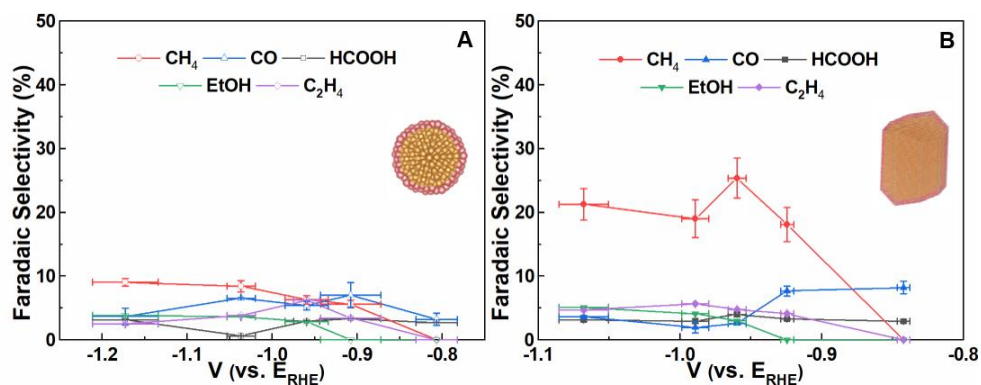 A
CH₄ CO HCOOH
EtOH C₂H₄
Faradaic Selectivity (%)
50
40
30
20
10
0
-1.2 -1.1 -1.0 -0.9 -0.8
V (vs. E_RHE)
B
CH₄ CO HCOOH
EtOH C₂H₄
Faradaic Selectivity (%)
50
40
30
20
10
0
-1.1 -1.0 -0.9 -0.8
V (vs. E_RHE)